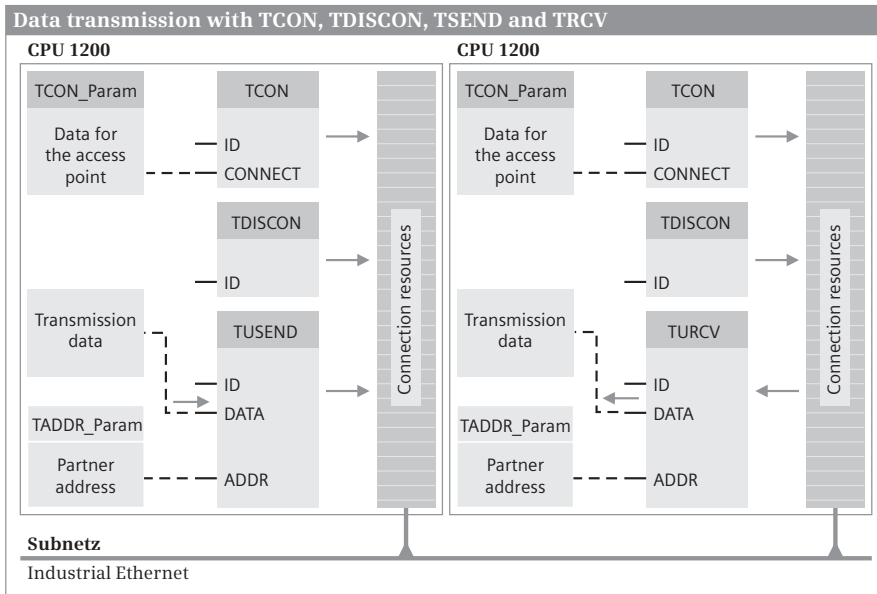 Data transmission with TCON, TDISCON, TSEND and TRCV
CPU 1200
TCON_Param
Data for
the access
point
TCON
ID
CONNECT
TDISCON
ID
Transmission
data
TUSEND
ID
DATA
ADDR
TADDR_Param
Partner
address
Connection resources
CPU 1200
TCON_Param
Data for
the access
point
TCON
ID
CONNECT
TDISCON
ID
Transmission
data
TURCV
ID
DATA
ADDR
TADDR_Param
Partner
address
Connection resources
Subnetz
Industrial Ethernet